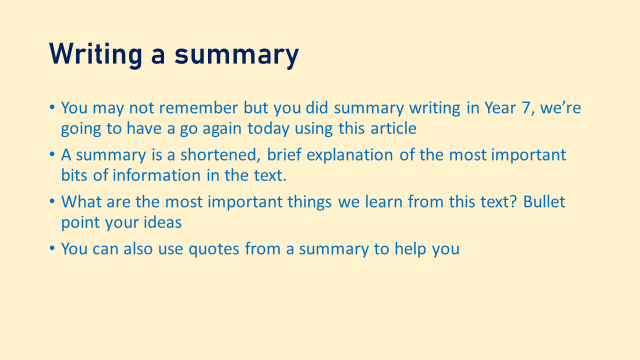 Writing a summary
• You may not remember but you did summary writing in Year 7, we’re
going to have a go again today using this article
• A summary is a shortened, brief explanation of the most important
bits of information in the text.
• What are the most important things we learn from this text? Bullet
point your ideas
• You can also use quotes from a summary to help you